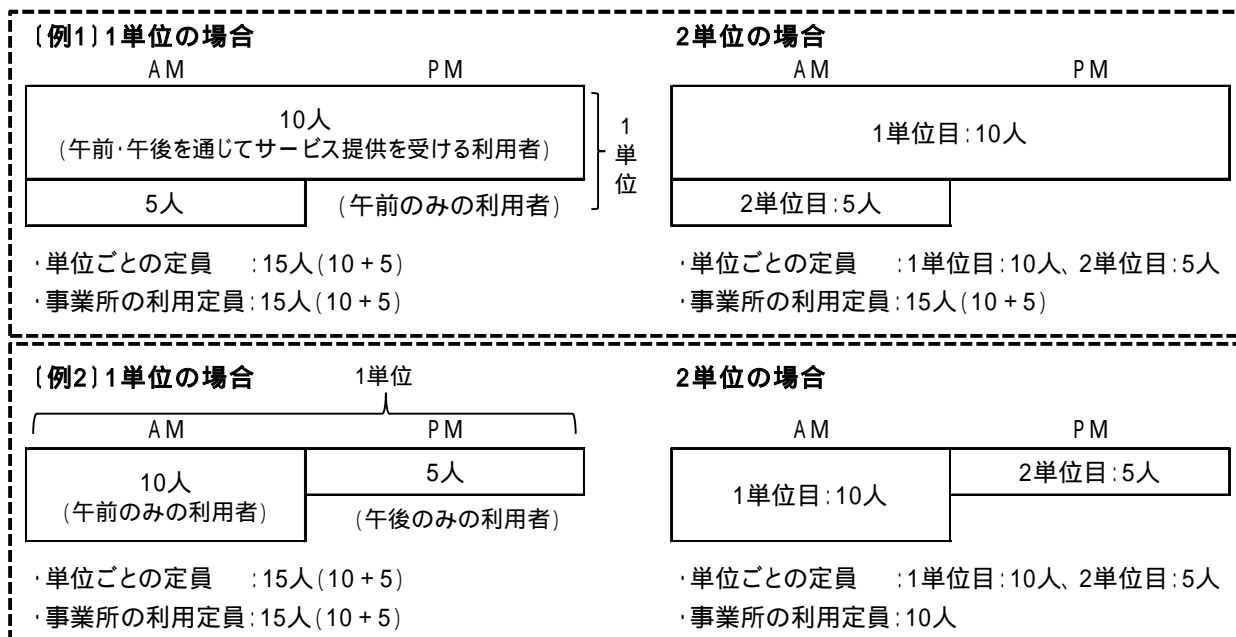 〔例1〕1単位の場合
AM PM
10人
(午前・午後を通じてサービス提供を受ける利用者)
1単位
5人 (午前のみの利用者)
・単位ごとの定員 :15人(10+5)
・事業所の利用定員:15人(10+5)
2単位の場合
AM PM
1単位目:10人
2単位目:5人
・単位ごとの定員 :1単位目:10人、2単位目:5人
・事業所の利用定員:15人(10+5)
〔例2〕1単位の場合 1単位
AM PM
10人
(午前のみの利用者)
5人
(午後のみの利用者)
・単位ごとの定員 :15人(10+5)
・事業所の利用定員:15人(10+5)
2単位の場合
AM PM
1単位目:10人
2単位目:5人
・単位ごとの定員 :1単位目:10人、2単位目:5人
・事業所の利用定員:10人